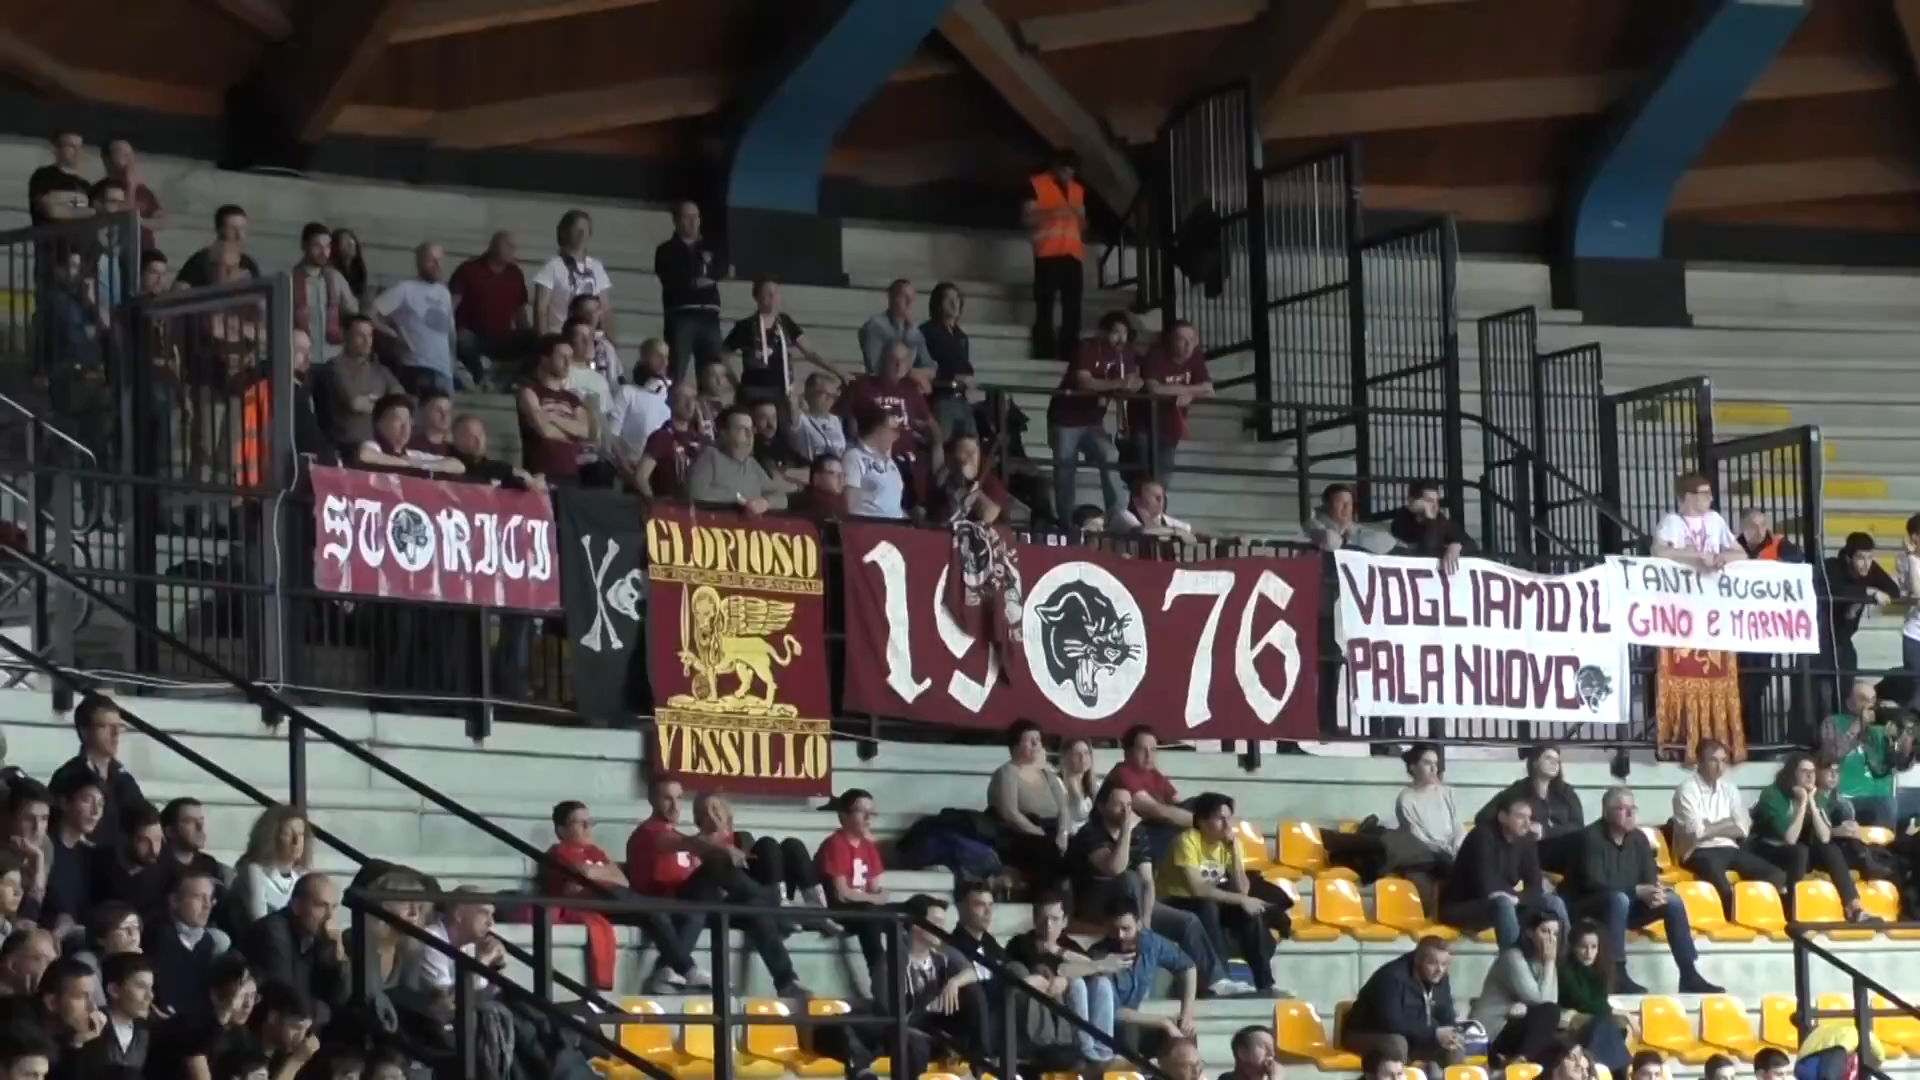 STORICI
GLORIOSO
VESSILLO
1976
VOGLIAMO IL
PALA NUOVO
TANTI AUGURI
GINO e MARINA